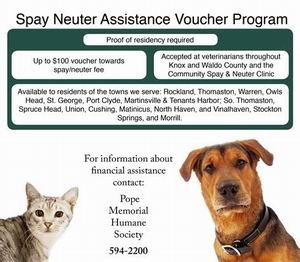 Spay Neuter Assistance Voucher Program
Proof of residency required
Up to $100 voucher towards
spay/neuter fee
Accepted at veterinarians throughout
Knox and Waldo County and the
Community Spay & Neuter Clinic
Available to residents of the towns we serve: Rockland, Thomaston, Warren, Owls
Head, St. George, Port Clyde, Martinsville & Tenants Harbor; So. Thomaston,
Spruce Head, Union, Cushing, Matinicus, North Haven, and Vinalhaven, Stockton
Springs, and Morrill.
For information about
financial assistance
contact:
Pope
Memorial
Humane
Society
594-2200